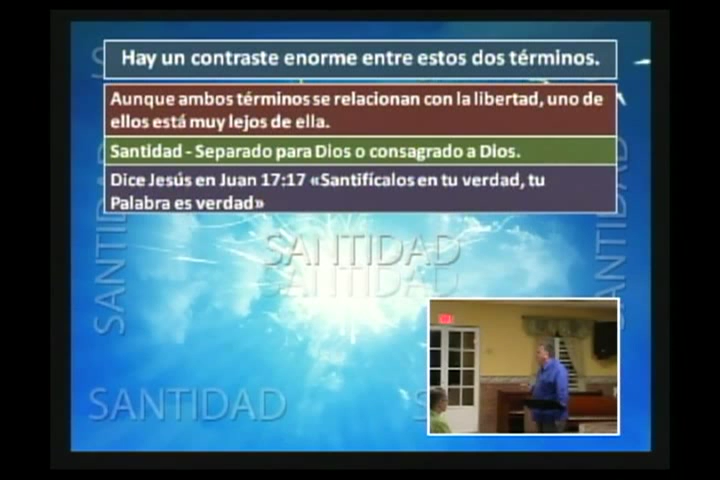 Hay un contraste enorme entre estos dos términos.
Aunque ambos términos se relacionan con la libertad, uno de
ellos está muy lejos de ella.
Santidad - Separado para Dios o consagrado a Dios.
Dice Jesús en Juan 17:17 «Santifícalos en tu verdad, tu
Palabra es verdad»
SANTIDAD
SANTIDAD
SANTIDAD
SANTIDAD
SANTIDAD